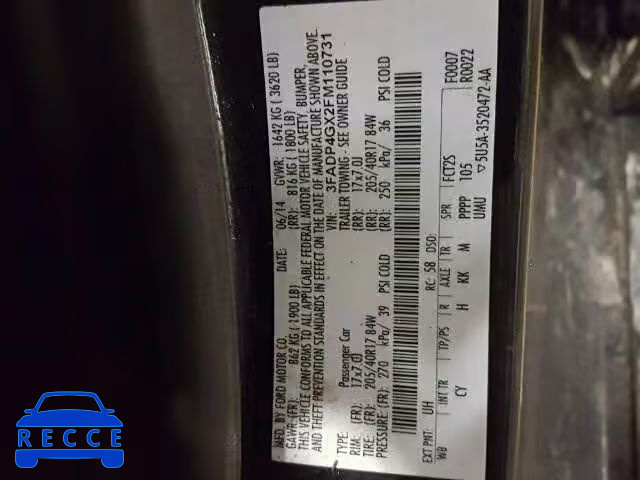 MFD BY FORD MOTOR CO.
DATE: 06/14 GVWR: 1642 KG ( 3620 LB)
GAWR: (FR): 862 KG ( 1900 LB) (RR): 816 KG ( 1800 LB)
THIS VEHICLE CONFORMS TO ALL APPLICABLE FEDERAL MOTOR VEHICLE SAFETY, BUMPER,
AND THEFT PREVENTION STANDARDS IN EFFECT ON THE DATE OF MANUFACTURE SHOWN ABOVE.
VIN: 3FADP4GX2FM110731
TYPE: Passenger Car TRAILER TOWING - SEE OWNER GUIDE
RIM: (FR): 17x7.0J (RR): 17x7.0J
TIRE: (FR): 205/40R17 84W (RR): 205/40R17 84W
PRESSURE: (FR): 270 kPa/ 39 PSI COLD (RR): 250 kPa/ 36 PSI COLD
EXT PNT: UH RC: 58 DSO: F0007
R0022
WB INT TR TP/PS R AXLE TR SPR FCT2S
CY H KK M PPPP 105
UMU ▽5U5A-3520472-AA
RECCE